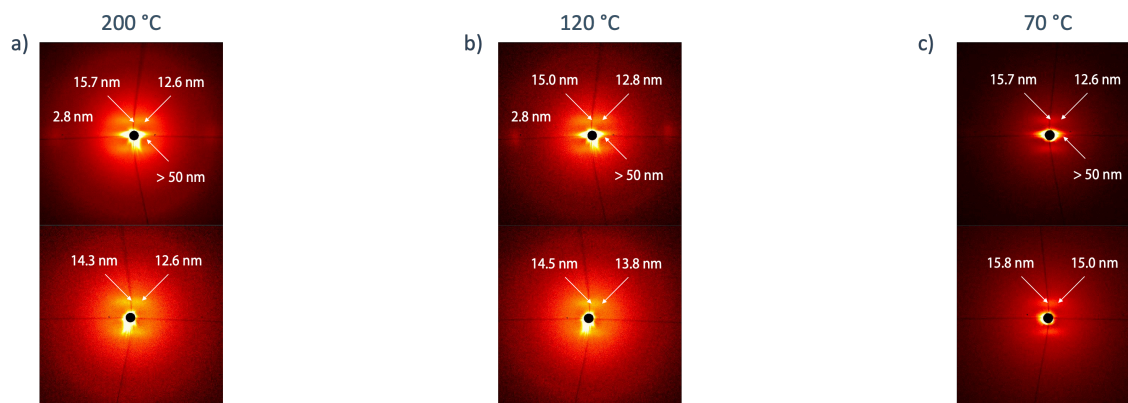 200 °C
120 °C
70 °C
a)
b)
c)
15.7 nm
12.6 nm
2.8 nm
> 50 nm
15.0 nm
12.8 nm
2.8 nm
> 50 nm
15.7 nm
12.6 nm
> 50 nm
14.3 nm
12.6 nm
14.5 nm
13.8 nm
15.8 nm
15.0 nm